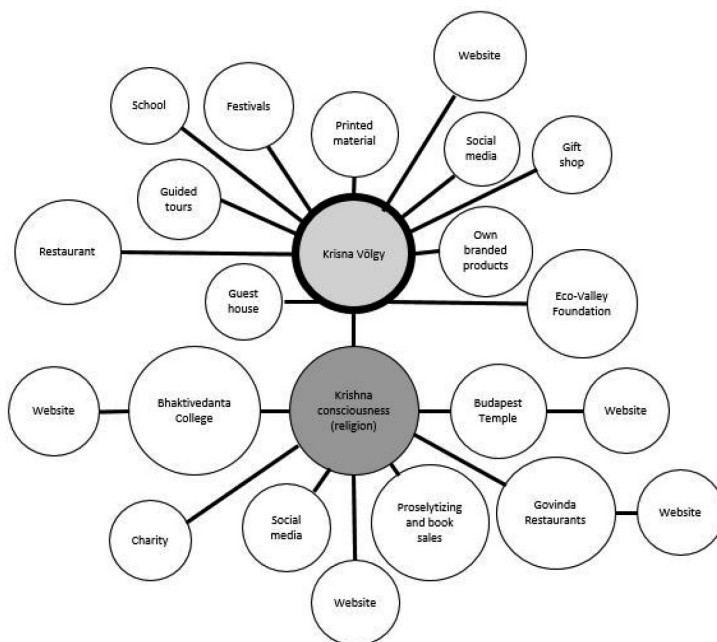 Website
School
Festivals
Printed
material
Social
media
Gift
shop
Guided
tours
Restaurant
Krisna Völgy
Own
branded
products
Guest
house
Eco-Valley
Foundation
Website
Bhaktivedanta
College
Krishna
consciousness
(religion)
Budapest
Temple
Website
Charity
Social
media
Proselytizing
and book
sales
Govinda
Restaurants
Website
Website